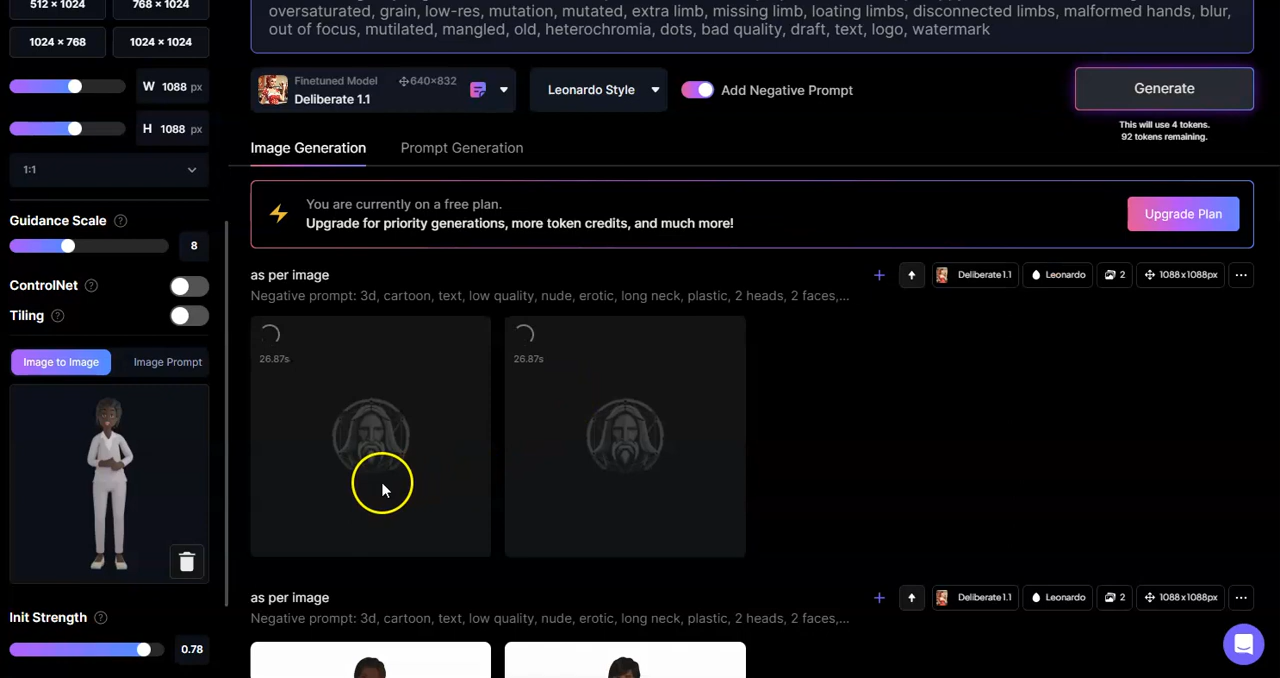 512 × 1024
768 × 1024
oversaturated, grain, low-res, mutation, mutated, extra limb, missing limb, loating limbs, disconnected limbs, malformed hands, blur,
out of focus, mutilated, mangled, old, heterochromia, dots, bad quality, draft, text, logo, watermark
1024 × 768
1024 × 1024
W 1088 px
H 1088 px
1:1
Finetuned Model
640×832
Deliberate 1.1
Leonardo Style
Add Negative Prompt
Generate
This will use 4 tokens.
92 tokens remaining.
Image Generation
Prompt Generation
You are currently on a free plan.
Upgrade for priority generations, more token credits, and much more!
Upgrade Plan
Guidance Scale ?
8
ControlNet ?
Tiling ?
Image to Image
Image Prompt
Init Strength ?
0.78
as per image
Deliberate 1.1
Leonardo
2
1088x1088px
Negative prompt: 3d, cartoon, text, low quality, nude, erotic, long neck, plastic, 2 heads, 2 faces,...
26.87s
26.87s
as per image
Deliberate 1.1
Leonardo
2
1088x1088px
Negative prompt: 3d, cartoon, text, low quality, nude, erotic, long neck, plastic, 2 heads, 2 faces,...